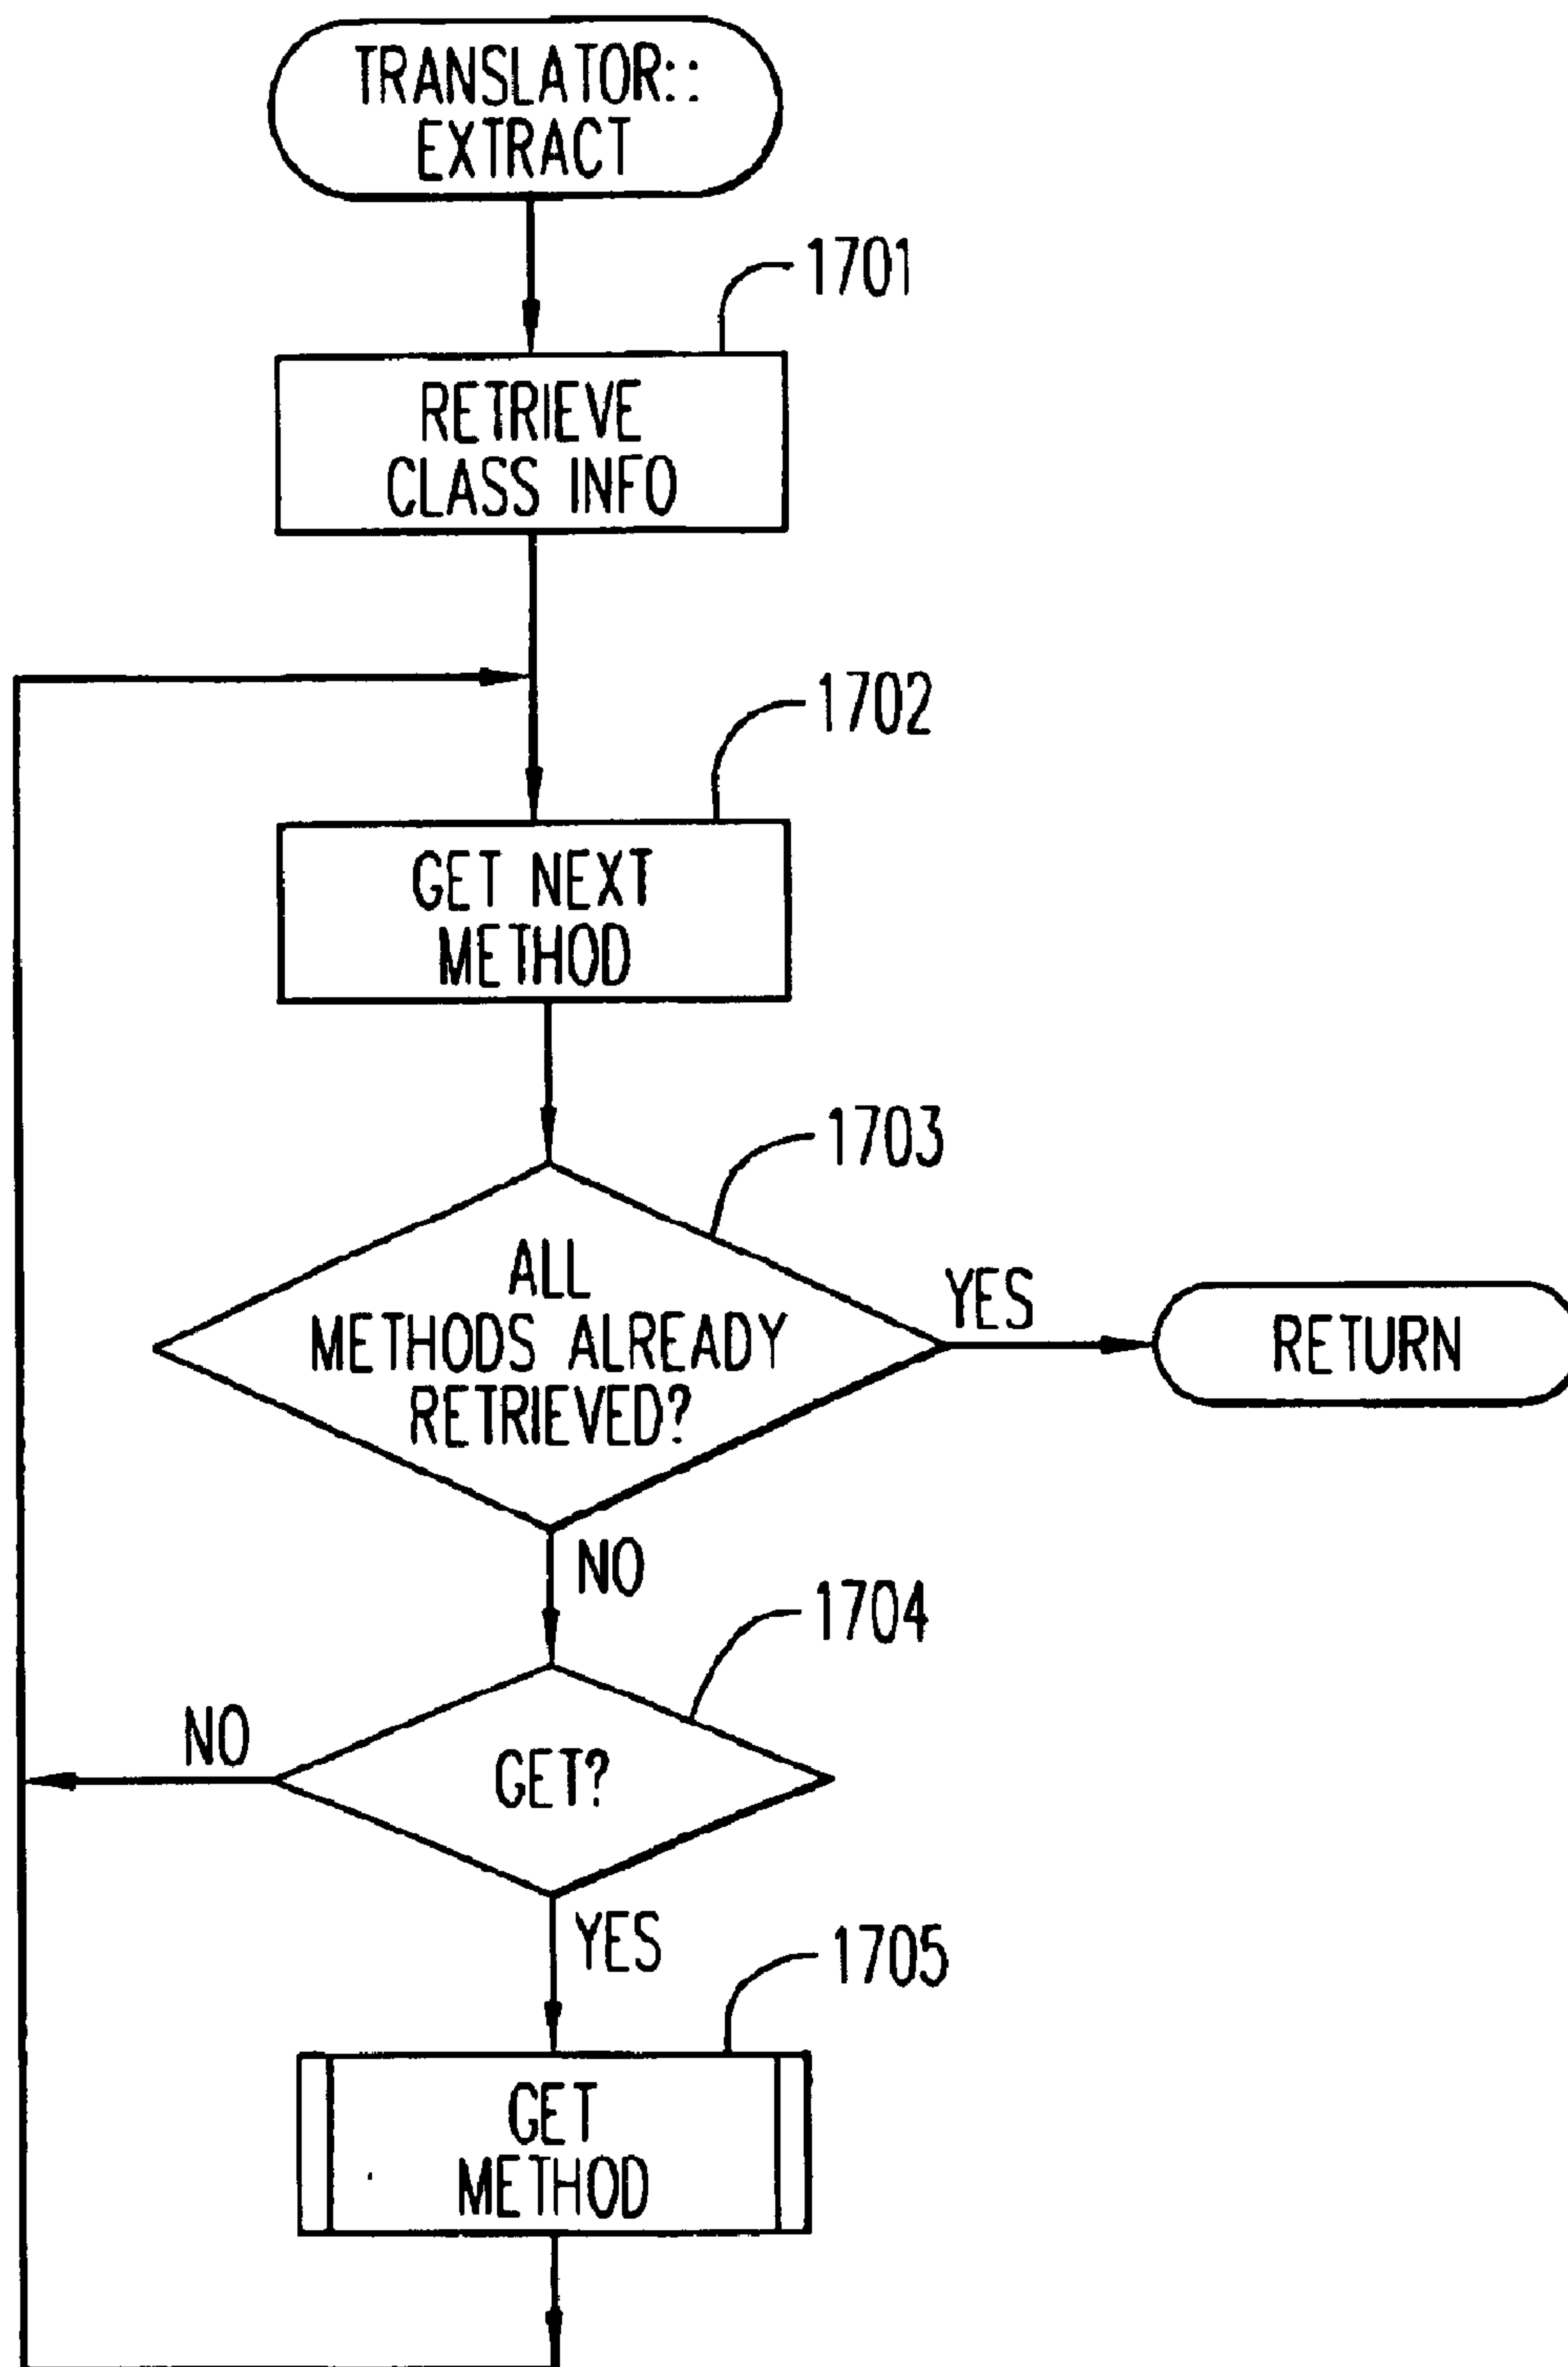 TRANSLATOR::
EXTRACT
1701
RETRIEVE
CLASS INFO
1702
GET NEXT
METHOD
1703
ALL
METHODS ALREADY
RETRIEVED?
YES
RETURN
NO
1704
NO
GET?
YES
1705
GET
METHOD